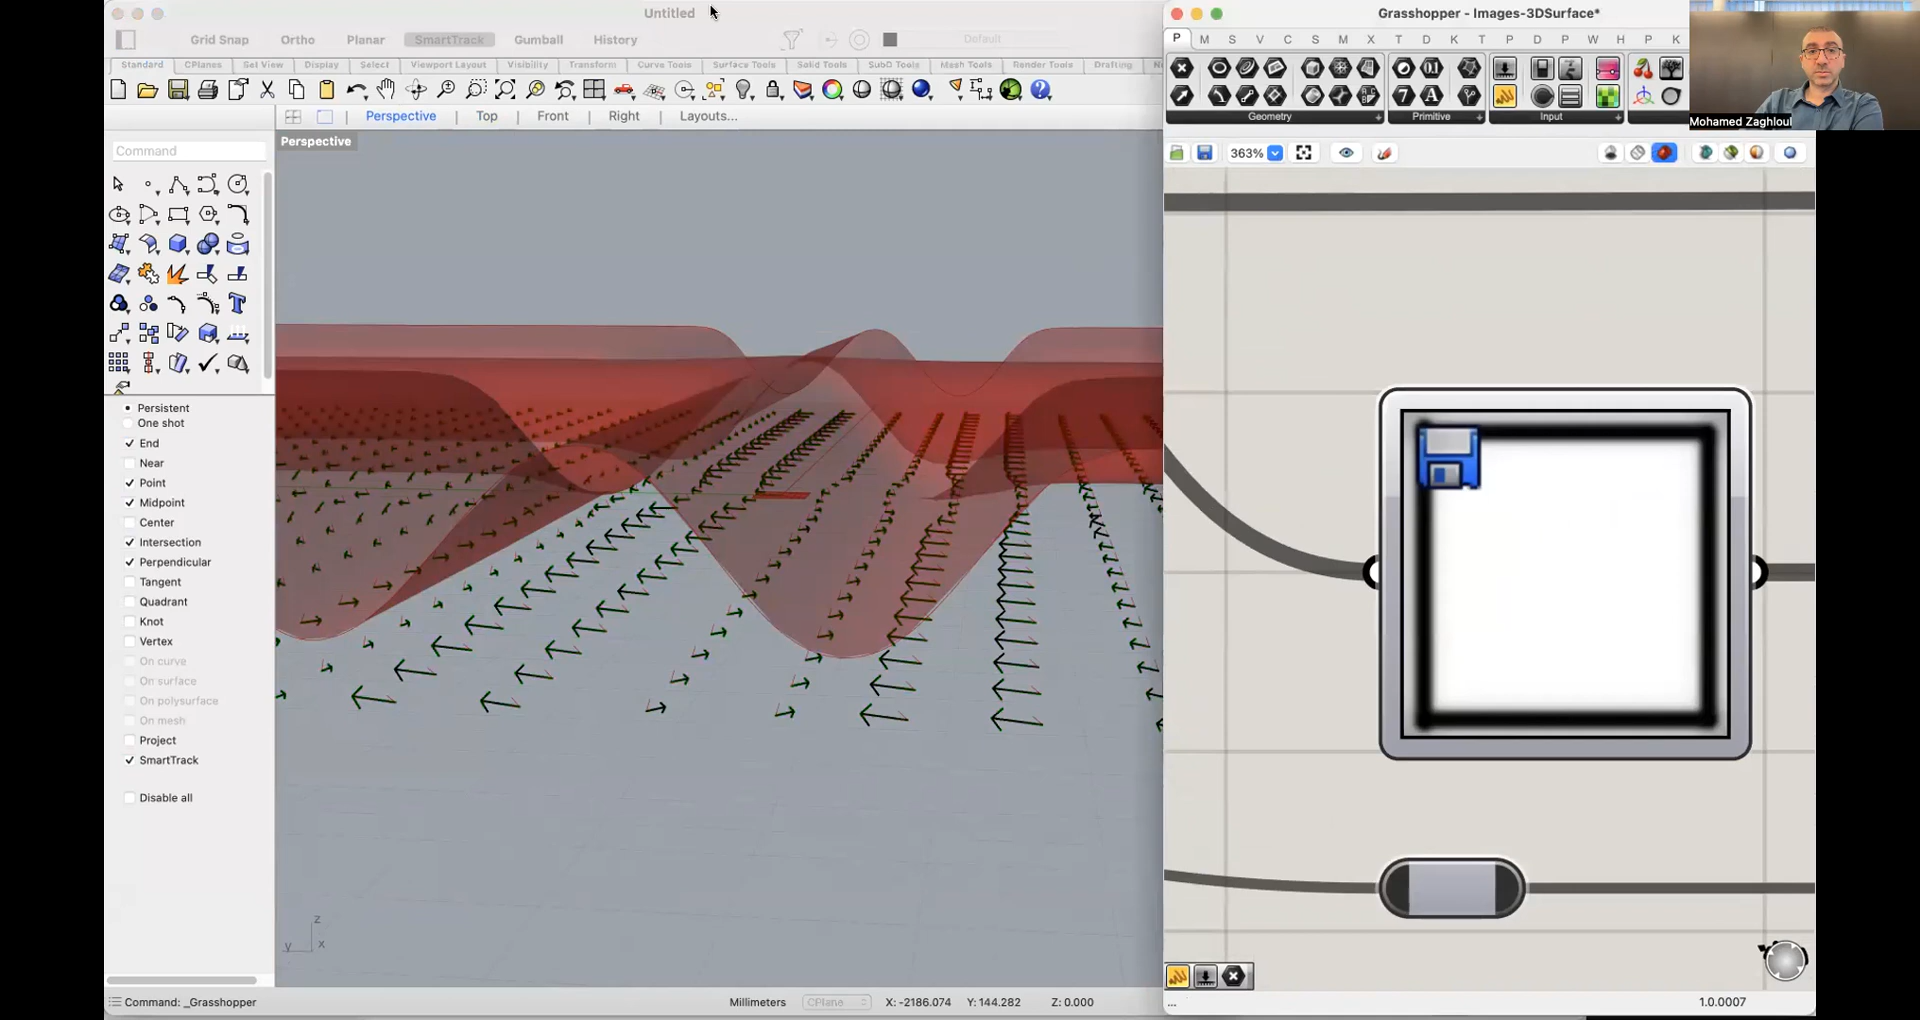 Untitled
Grid Snap Ortho Planar SmartTrack Gumball History Default
Standard CPlanes Set View Display Select Viewport Layout Visibility Transform Curve Tools Surface Tools Solid Tools SubD Tools Mesh Tools Render Tools Drafting
Perspective Top Front Right Layouts...
Perspective
Command
Persistent
One shot
End
Near
Point
Midpoint
Center
Intersection
Perpendicular
Tangent
Quadrant
Knot
Vertex
On curve
On surface
On polysurface
On mesh
Project
SmartTrack
Disable all
z
y x
Command: _Grasshopper
Millimeters CPlane X: -2186.074 Y: 144.282 Z: 0.000
Grasshopper - Images-3DSurface*
P M S V C S M X T D K T P D P W H P K
Geometry Primitive Input
363%
1.0.0007
Mohamed Zaghloul